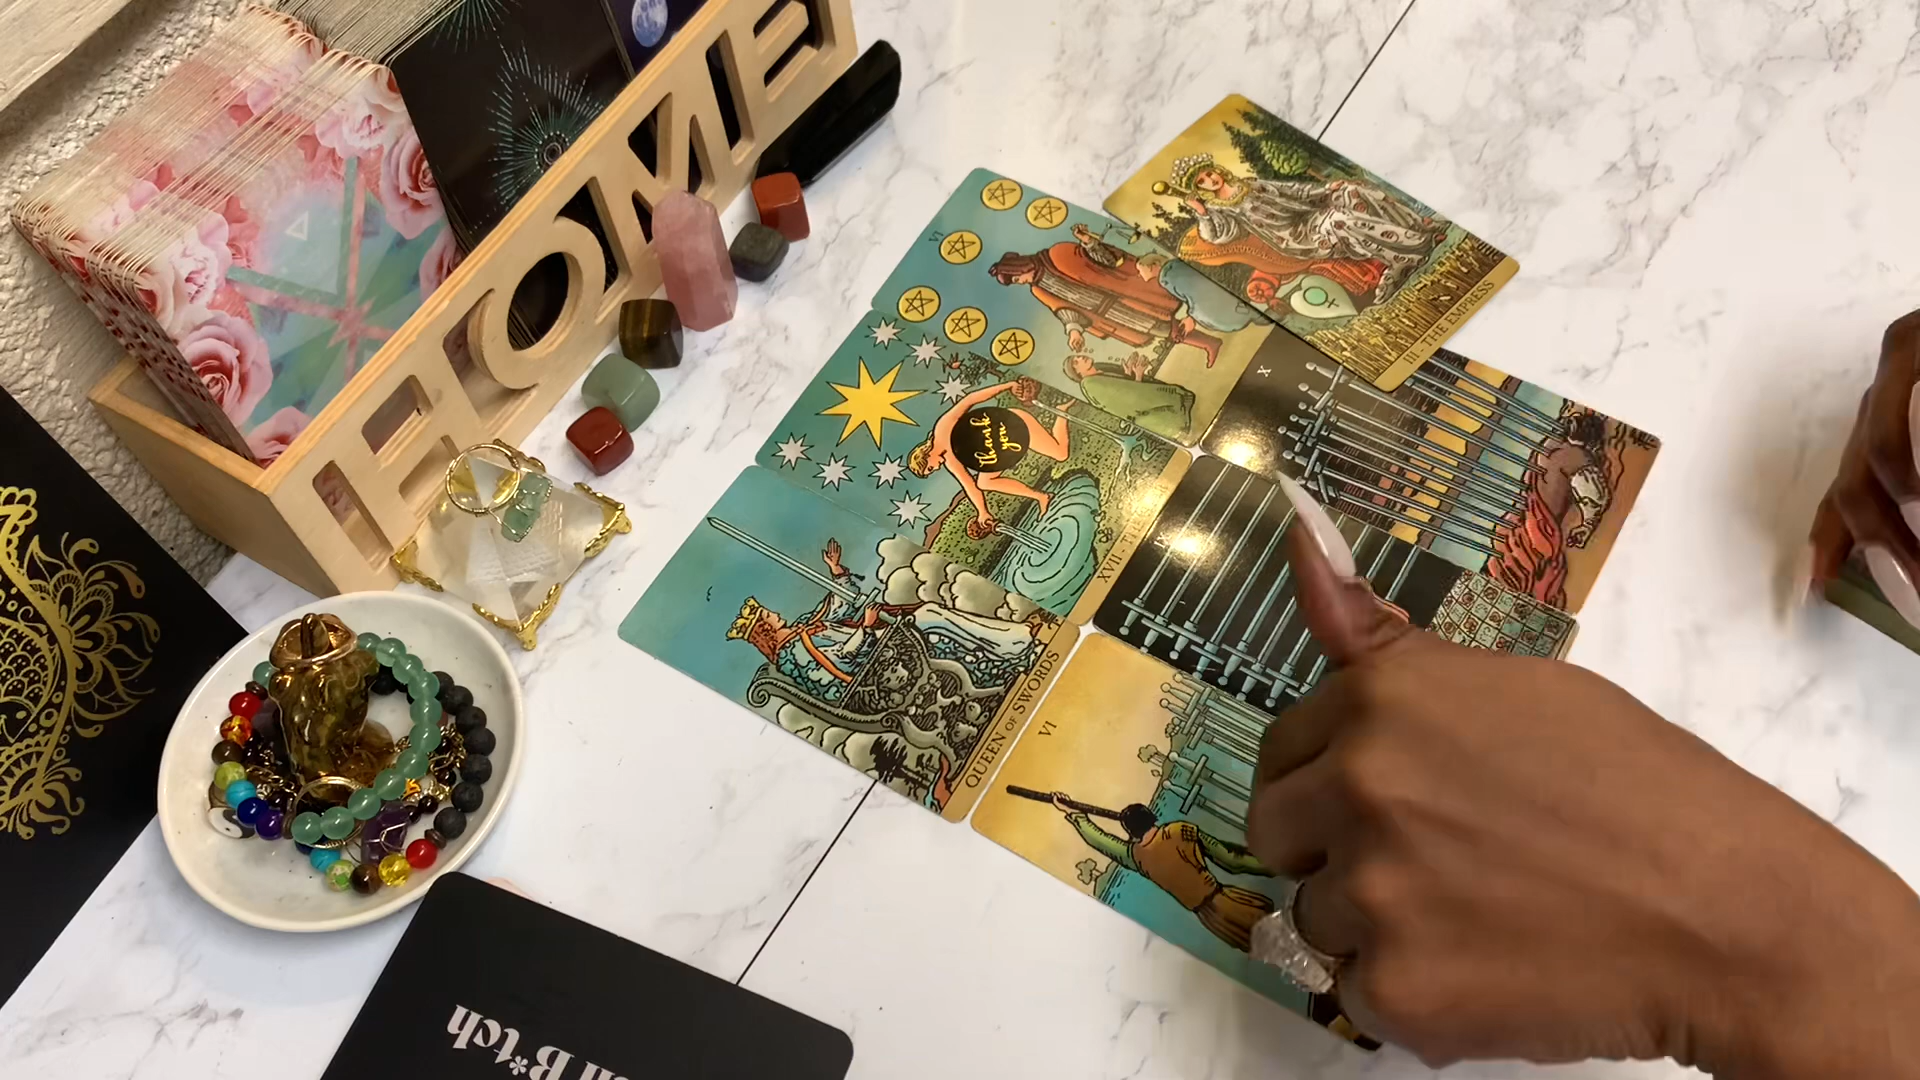 HOME
III THE EMPRESS
VI
X
thank
you
XVII - T
QUEEN OF SWORDS
VI
B*tch